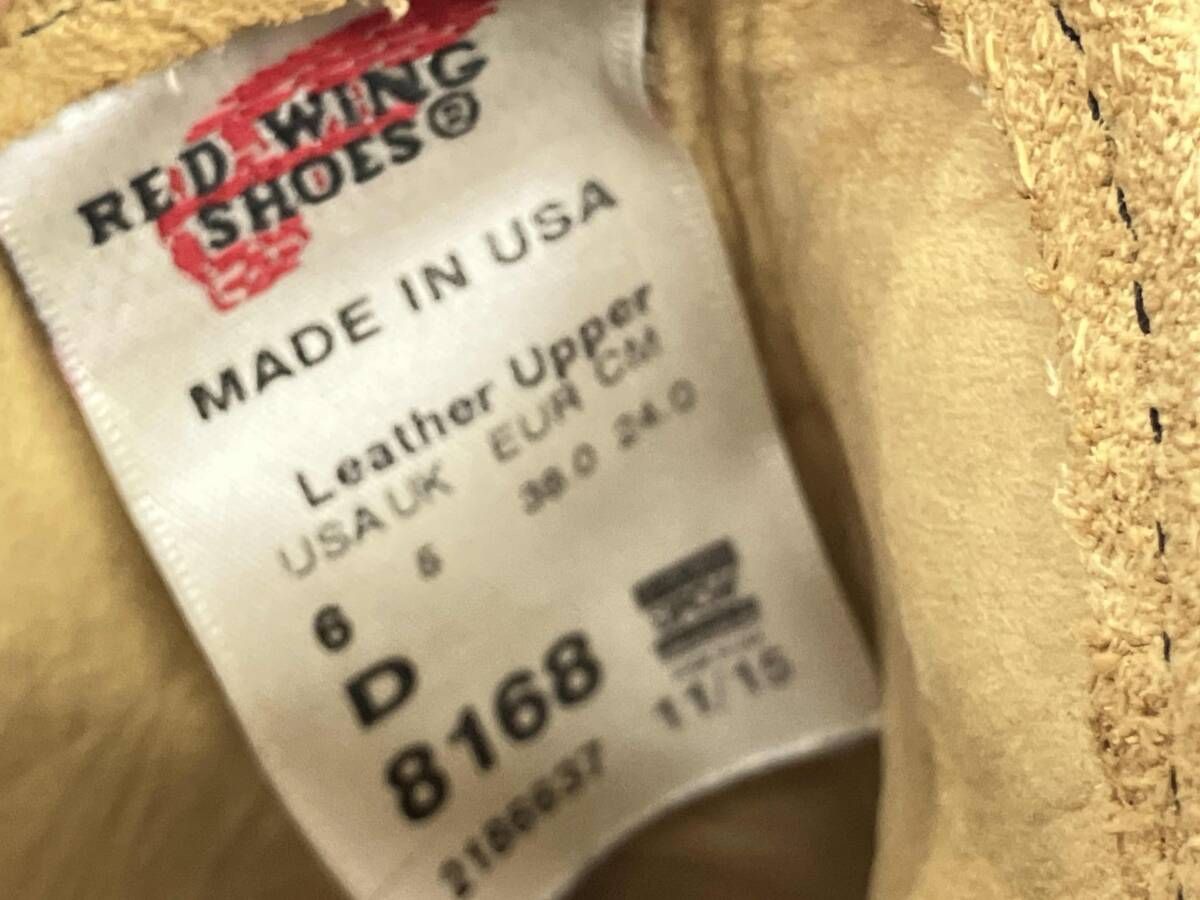 RED WING
SHOES®
MADE IN USA
Leather Upper
USA UK EUR CM
6 5 38.0 24.0
D
8168
11/15